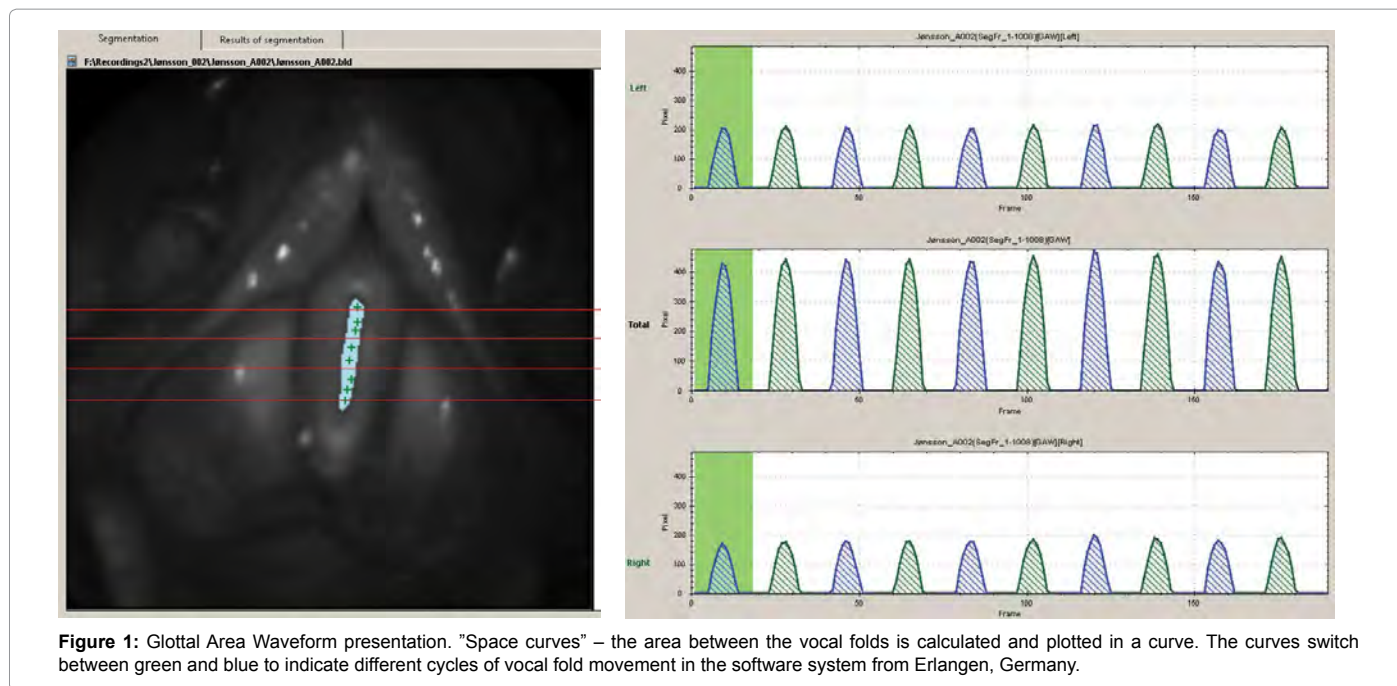 Segmentation
Results of segmentation
F:\Recordings2\Jønsson_002\Jønsson_A002\Jønsson_A002.bld
Jønsson_A002[SegFr_1-1008][GAW][Left]
Left
Pixel
400
300
200
100
0
0 50 100 150
Frame
Jønsson_A002[SegFr_1-1008][GAW]
Total
Pixel
400
300
200
100
0
0 50 100 150
Frame
Jønsson_A002[SegFr_1-1008][GAW][Right]
Right
Pixel
400
300
200
100
0
0 50 100 150
Frame
Figure 1: Glottal Area Waveform presentation. ”Space curves” – the area between the vocal folds is calculated and plotted in a curve. The curves switch
between green and blue to indicate different cycles of vocal fold movement in the software system from Erlangen, Germany.